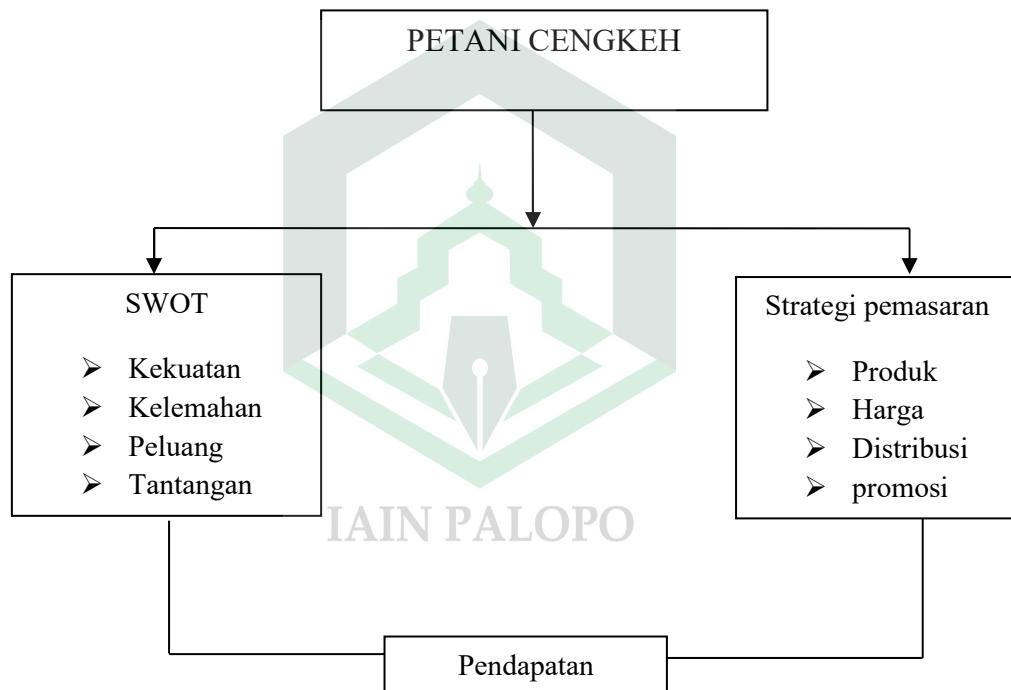 PETANI CENGKEH
SWOT
➢ Kekuatan
➢ Kelemahan
➢ Peluang
➢ Tantangan
Strategi pemasaran
➢ Produk
➢ Harga
➢ Distribusi
➢ promosi
IAIN PALOPO
Pendapatan